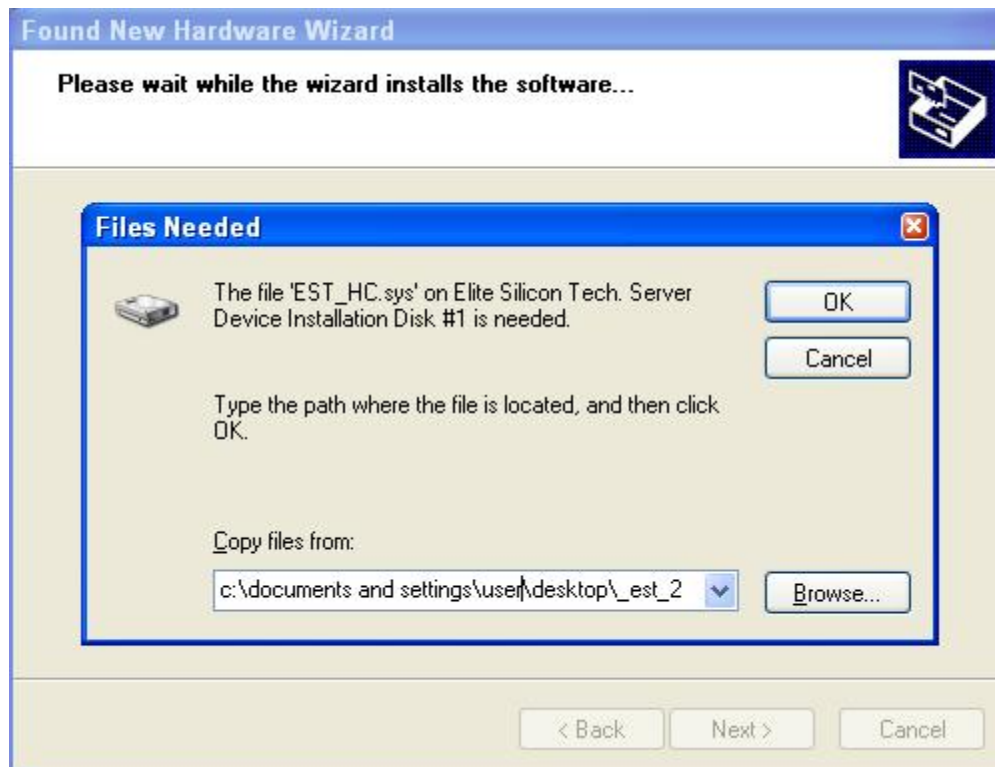 Found New Hardware Wizard
Please wait while the wizard installs the software...
Files Needed
The file 'EST_HC.sys' on Elite Silicon Tech. Server
Device Installation Disk #1 is needed.
OK
Cancel
Type the path where the file is located, and then click
OK.
Copy files from:
c:\documents and settings\user\desktop\_est_2
Browse...
< Back
Next >
Cancel